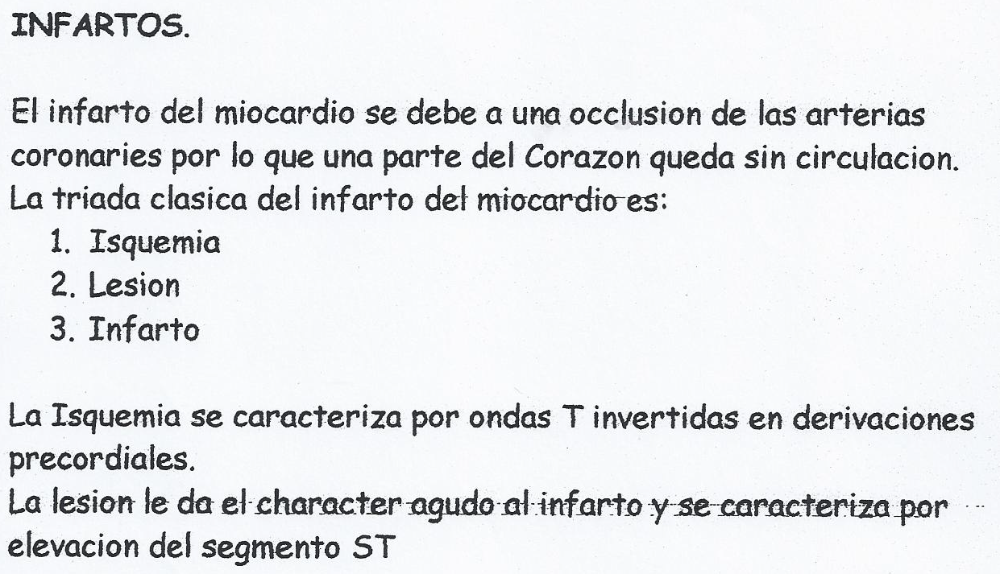 INFARTOS.
El infarto del miocardio se debe a una occlusion de las arterias
coronaries por lo que una parte del Corazon queda sin circulacion.
La triada clasica del infarto del miocardio es:
1. Isquemia
2. Lesion
3. Infarto
La Isquemia se caracteriza por ondas T invertidas en derivaciones
precordiales.
La lesion le da el character agudo al infarto y se caracteriza por
elevacion del segmento ST